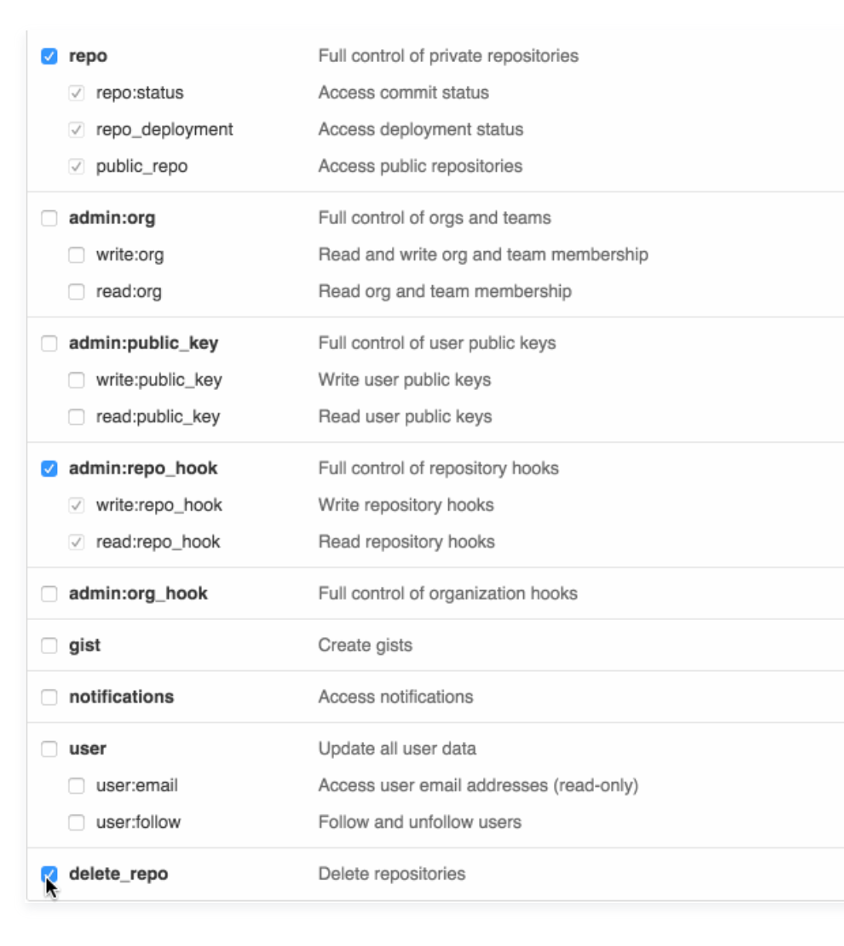 repo Full control of private repositories
repo:status Access commit status
repo_deployment Access deployment status
public_repo Access public repositories
admin:org Full control of orgs and teams
write:org Read and write org and team membership
read:org Read org and team membership
admin:public_key Full control of user public keys
write:public_key Write user public keys
read:public_key Read user public keys
admin:repo_hook Full control of repository hooks
write:repo_hook Write repository hooks
read:repo_hook Read repository hooks
admin:org_hook Full control of organization hooks
gist Create gists
notifications Access notifications
user Update all user data
user:email Access user email addresses (read-only)
user:follow Follow and unfollow users
delete_repo Delete repositories